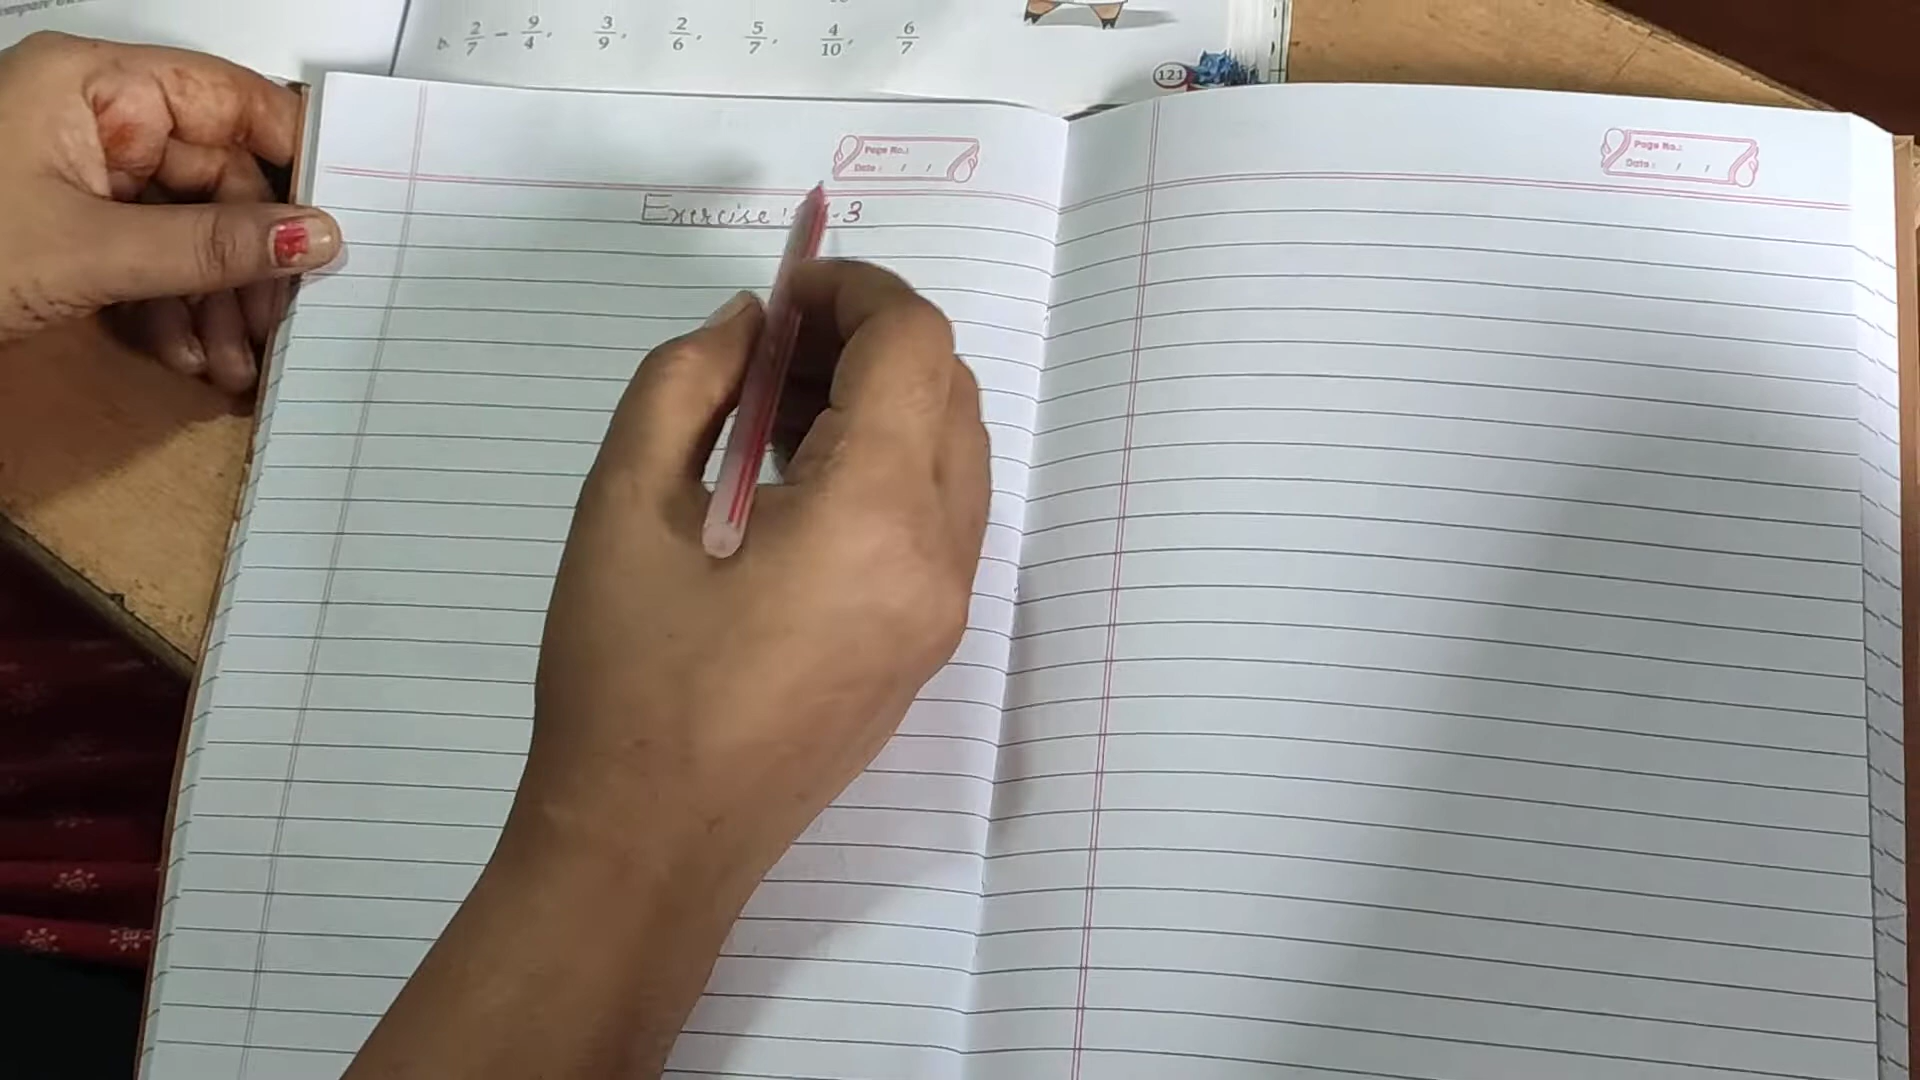 b. 2/7 - 9/4, 3/9, 2/6, 5/7, 4/10, 6/7
121
Page No.:
Date : / /
Page No.:
Date : / /
Exercise :- -3